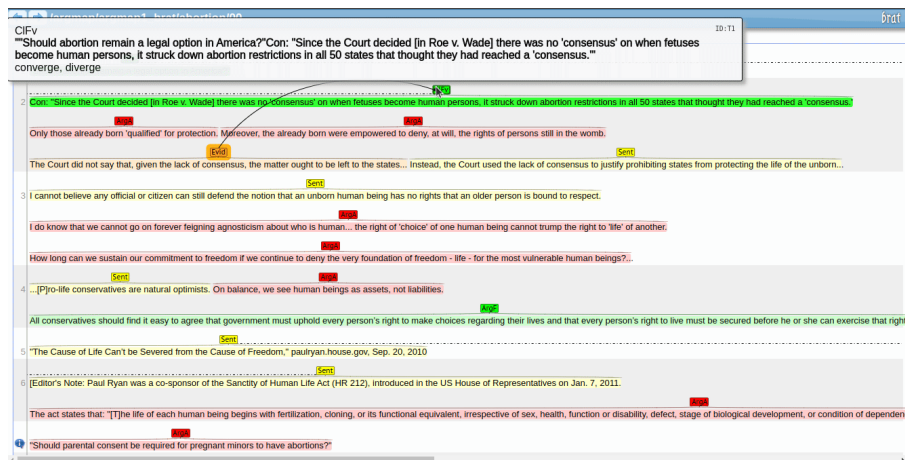 brat
ClFv
ID:T1
""Should abortion remain a legal option in America?"Con: "Since the Court decided [in Roe v. Wade] there was no 'consensus' on when fetuses
become human persons, it struck down abortion restrictions in all 50 states that thought they had reached a 'consensus.'"
converge, diverge
2 Con: "Since the Court decided [in Roe v. Wade] there was no 'consensus' on when fetuses become human persons, it struck down abortion restrictions in all 50 states that thought they had reached a 'consensus.'
ArgA ArgA
Only those already born 'qualified' for protection. Moreover, the already born were empowered to deny, at will, the rights of persons still in the womb.
Evid Sent
The Court did not say that, given the lack of consensus, the matter ought to be left to the states... Instead, the Court used the lack of consensus to justify prohibiting states from protecting the life of the unborn...
Sent
3 I cannot believe any official or citizen can still defend the notion that an unborn human being has no rights that an older person is bound to respect.
ArgA
I do know that we cannot go on forever feigning agnosticism about who is human... the right of 'choice' of one human being cannot trump the right to 'life' of another.
ArgA
How long can we sustain our commitment to freedom if we continue to deny the very foundation of freedom - life - for the most vulnerable human beings?...
Sent ArgA
4 ...[P]ro-life conservatives are natural optimists. On balance, we see human beings as assets, not liabilities.
ArgF
All conservatives should find it easy to agree that government must uphold every person's right to make choices regarding their lives and that every person's right to live must be secured before he or she can exercise that righ
Sent
5 "The Cause of Life Can't be Severed from the Cause of Freedom," paulryan.house.gov, Sep. 20, 2010
Sent
6 [Editor's Note: Paul Ryan was a co-sponsor of the Sanctity of Human Life Act (HR 212), introduced in the US House of Representatives on Jan. 7, 2011.
ArgA
The act states that: "[T]he life of each human being begins with fertilization, cloning, or its functional equivalent, irrespective of sex, health, function or disability, defect, stage of biological development, or condition of dependen
ArgA
"Should parental consent be required for pregnant minors to have abortions?"